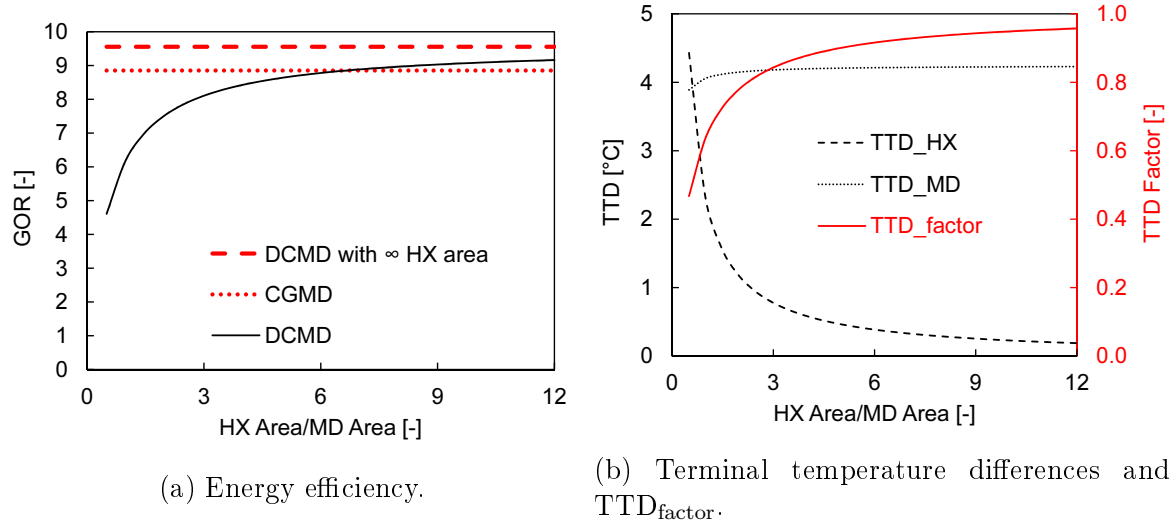 10
9
8
7
6
5
4
3
2
1
0
GOR [-]
DCMD with ∞ HX area
CGMD
DCMD
0 3 6 9 12
HX Area/MD Area [-]
(a) Energy efficiency.
5
4
3
2
1
0
TTD [°C]
TTD_HX
TTD_MD
TTD_factor
1.0
0.8
0.6
0.4
0.2
0.0
TTD Factor [-]
0 3 6 9 12
HX Area/MD Area [-]
(b) Terminal temperature differences and
TTDfactor.